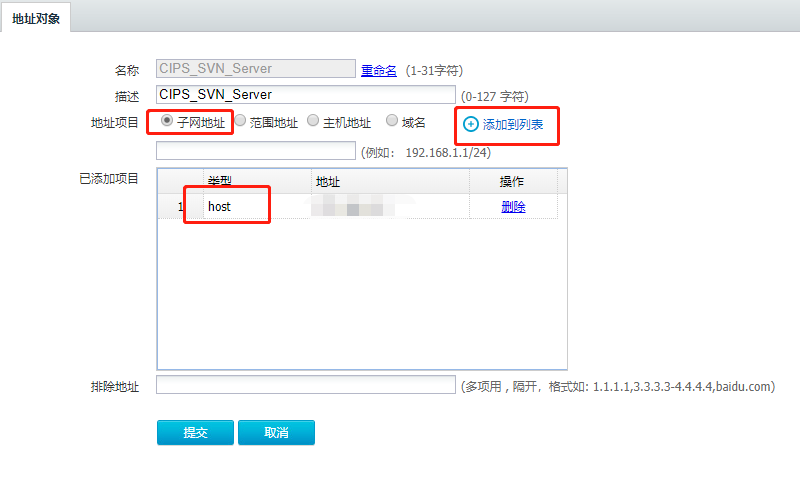 地址对象
名称 CIPS_SVN_Server 重命名 (1-31字符)
描述 CIPS_SVN_Server (0-127 字符)
地址项目 子网地址 范围地址 主机地址 域名 添加到列表
(例如: 192.168.1.1/24)
已添加项目 类型 地址 操作
1 host 删除
排除地址 (多项用 , 隔开, 格式如: 1.1.1.1,3.3.3.3-4.4.4.4,baidu.com)
提交 取消